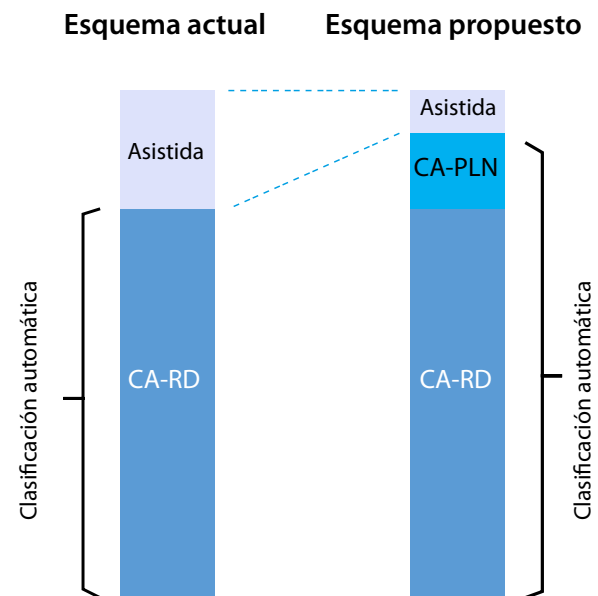 Esquema actual
Esquema propuesto
Asistida
Asistida
CA-PLN
CA-RD
CA-RD
Clasificación automática
Clasificación automática